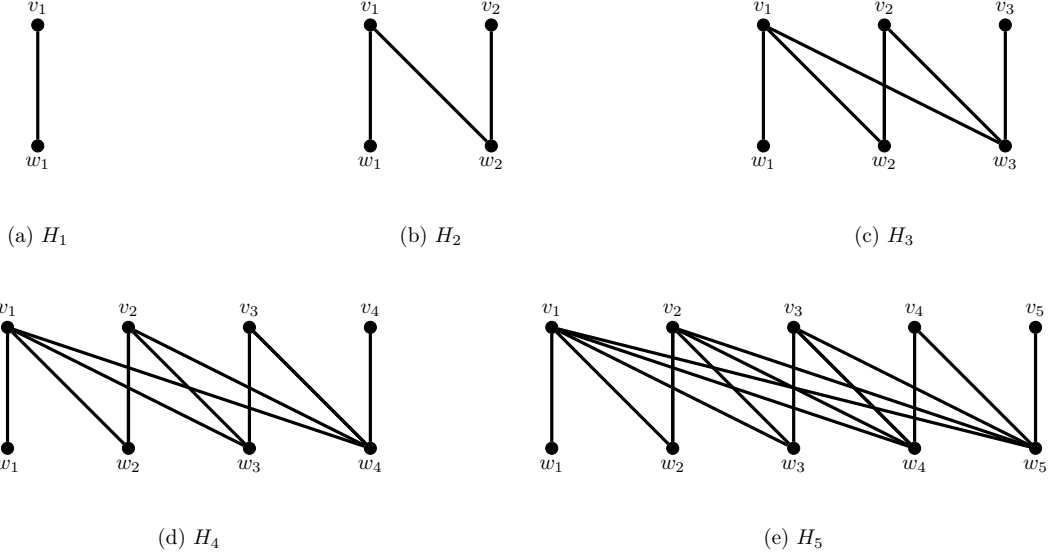 v₁ v₁ v₂ v₁ v₂ v₃
w₁ w₁ w₂ w₁ w₂ w₃
(a) H₁ (b) H₂ (c) H₃
v₁ v₂ v₃ v₄ v₁ v₂ v₃ v₄ v₅
w₁ w₂ w₃ w₄ w₁ w₂ w₃ w₄ w₅
(d) H₄ (e) H₅